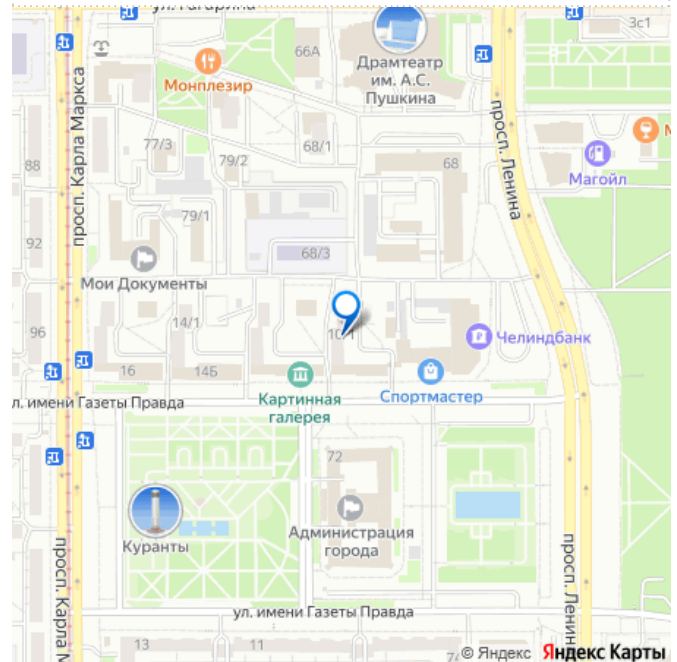 ул. Гагарина
3с1
66А
Монплезир
Драмтеатр
им. А.С.
Пушкина
просп. Карла Маркса
просп. Ленина
77/3
68/1
79/2
68
88
Магойл
79/1
92
68/3
Мои Документы
14/1
10/1
96
Челиндбанк
16
14Б
Картинная
галерея
Спортмастер
л. имени Газеты Правда
72
Куранты
Администрация
города
просп. Карла М
просп. Ленин
ул. имени Газеты Правда
13
11
© Яндекс Яндекс Карты